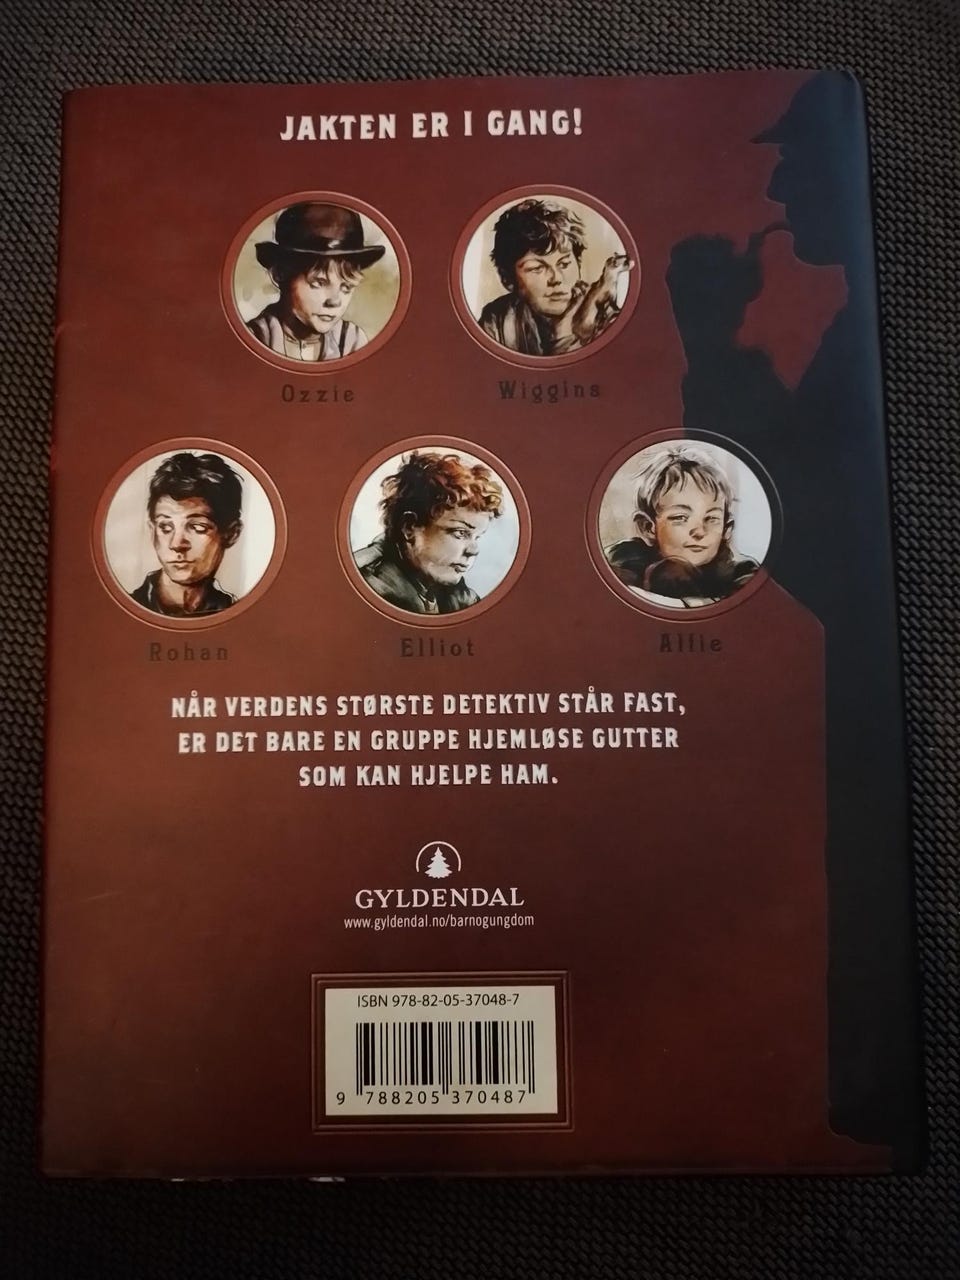 JAKTEN ER I GANG!
Ozzie
Wiggins
Rohan
Elliot
Alfie
NÅR VERDENS STØRSTE DETEKTIV STÅR FAST,
ER DET BARE EN GRUPPE HJEMLØSE GUTTER
SOM KAN HJELPE HAM.
GYLDENDAL
www.gyldendal.no/barnogungdom
ISBN 978-82-05-37048-7
9 788205 370487